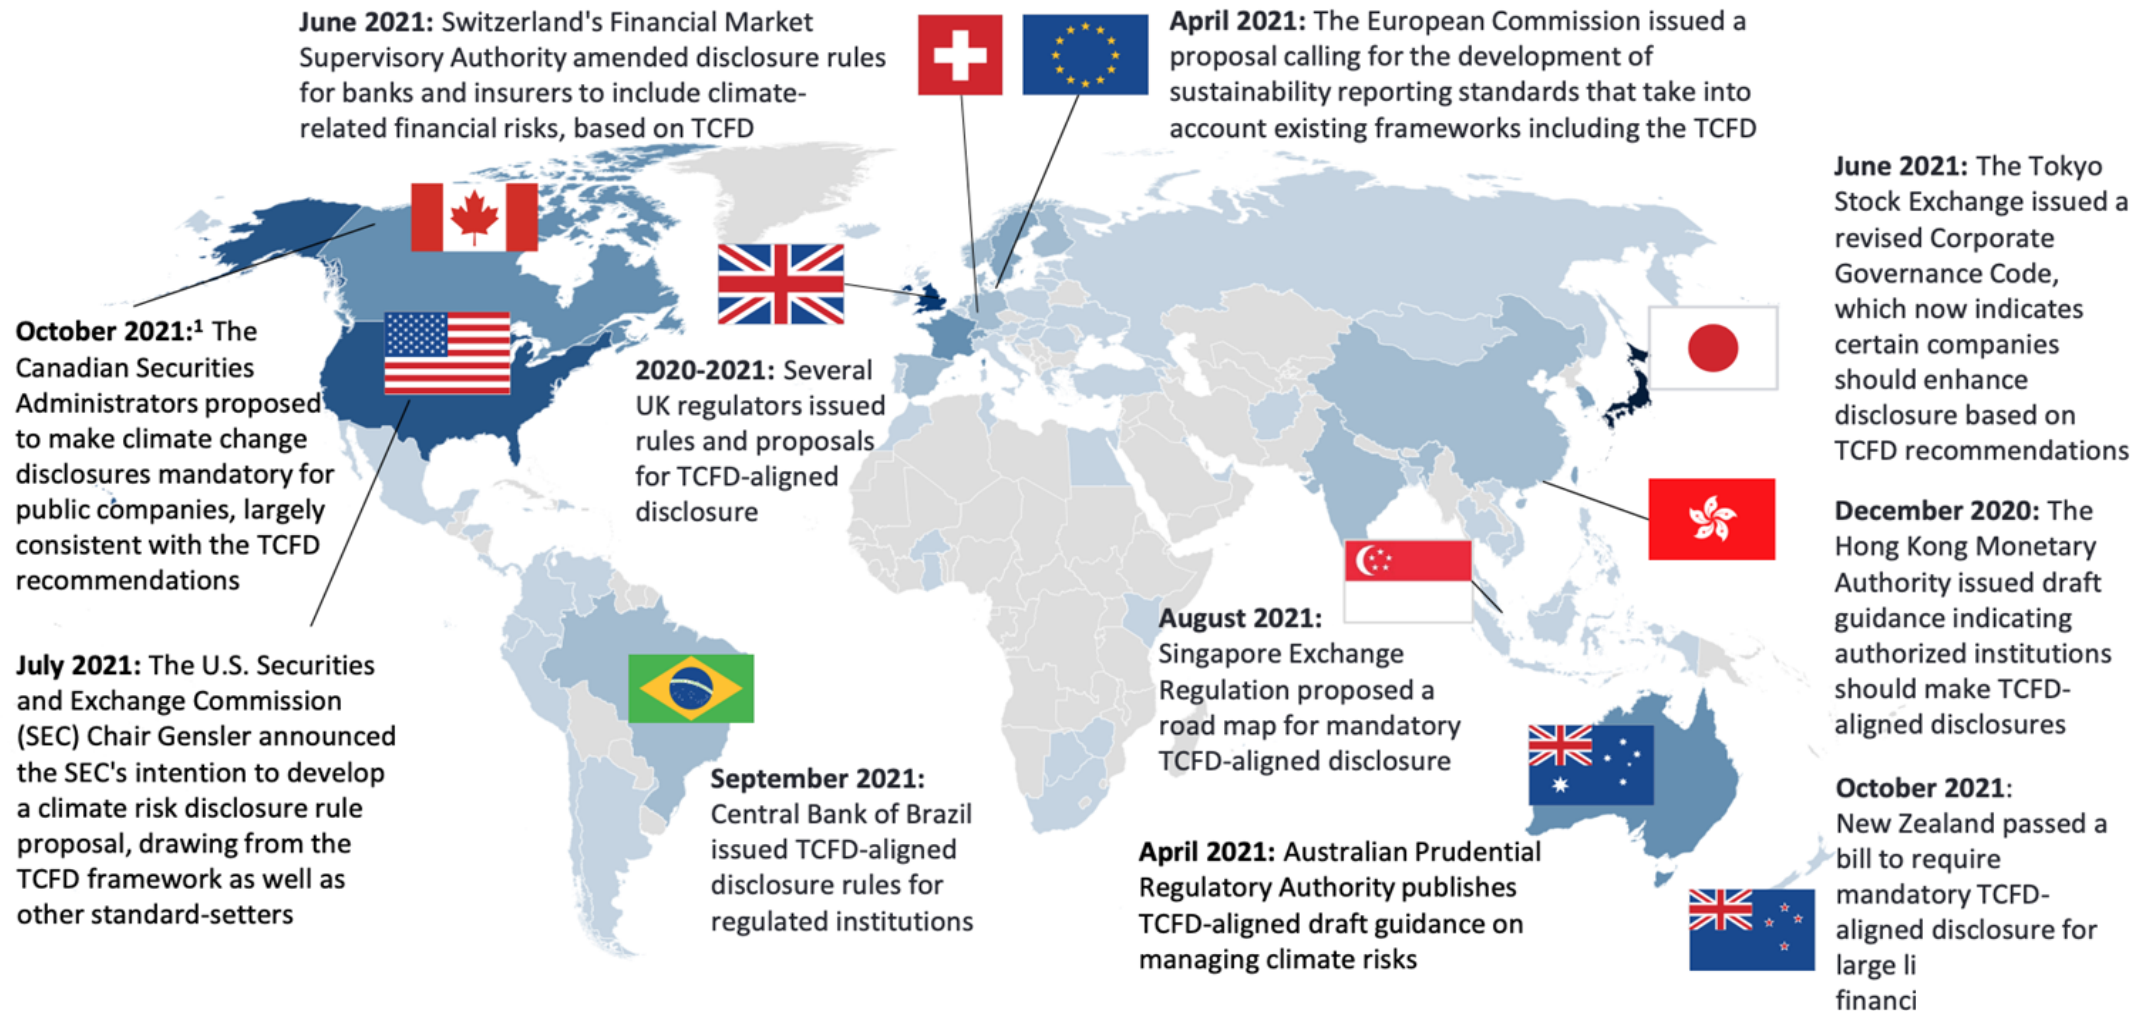 June 2021: Switzerland's Financial Market
Supervisory Authority amended disclosure rules
for banks and insurers to include climate-
related financial risks, based on TCFD
April 2021: The European Commission issued a
proposal calling for the development of
sustainability reporting standards that take into
account existing frameworks including the TCFD
June 2021: The Tokyo
Stock Exchange issued a
revised Corporate
Governance Code,
which now indicates
certain companies
should enhance
disclosure based on
TCFD recommendations
October 2021:¹ The
Canadian Securities
Administrators proposed
to make climate change
disclosures mandatory for
public companies, largely
consistent with the TCFD
recommendations
2020-2021: Several
UK regulators issued
rules and proposals
for TCFD-aligned
disclosure
December 2020: The
Hong Kong Monetary
Authority issued draft
guidance indicating
authorized institutions
should make TCFD-
aligned disclosures
July 2021: The U.S. Securities
and Exchange Commission
(SEC) Chair Gensler announced
the SEC's intention to develop
a climate risk disclosure rule
proposal, drawing from the
TCFD framework as well as
other standard-setters
September 2021:
Central Bank of Brazil
issued TCFD-aligned
disclosure rules for
regulated institutions
August 2021:
Singapore Exchange
Regulation proposed a
road map for mandatory
TCFD-aligned disclosure
April 2021: Australian Prudential
Regulatory Authority publishes
TCFD-aligned draft guidance on
managing climate risks
October 2021:
New Zealand passed a
bill to require
mandatory TCFD-
aligned disclosure for
large li
financi